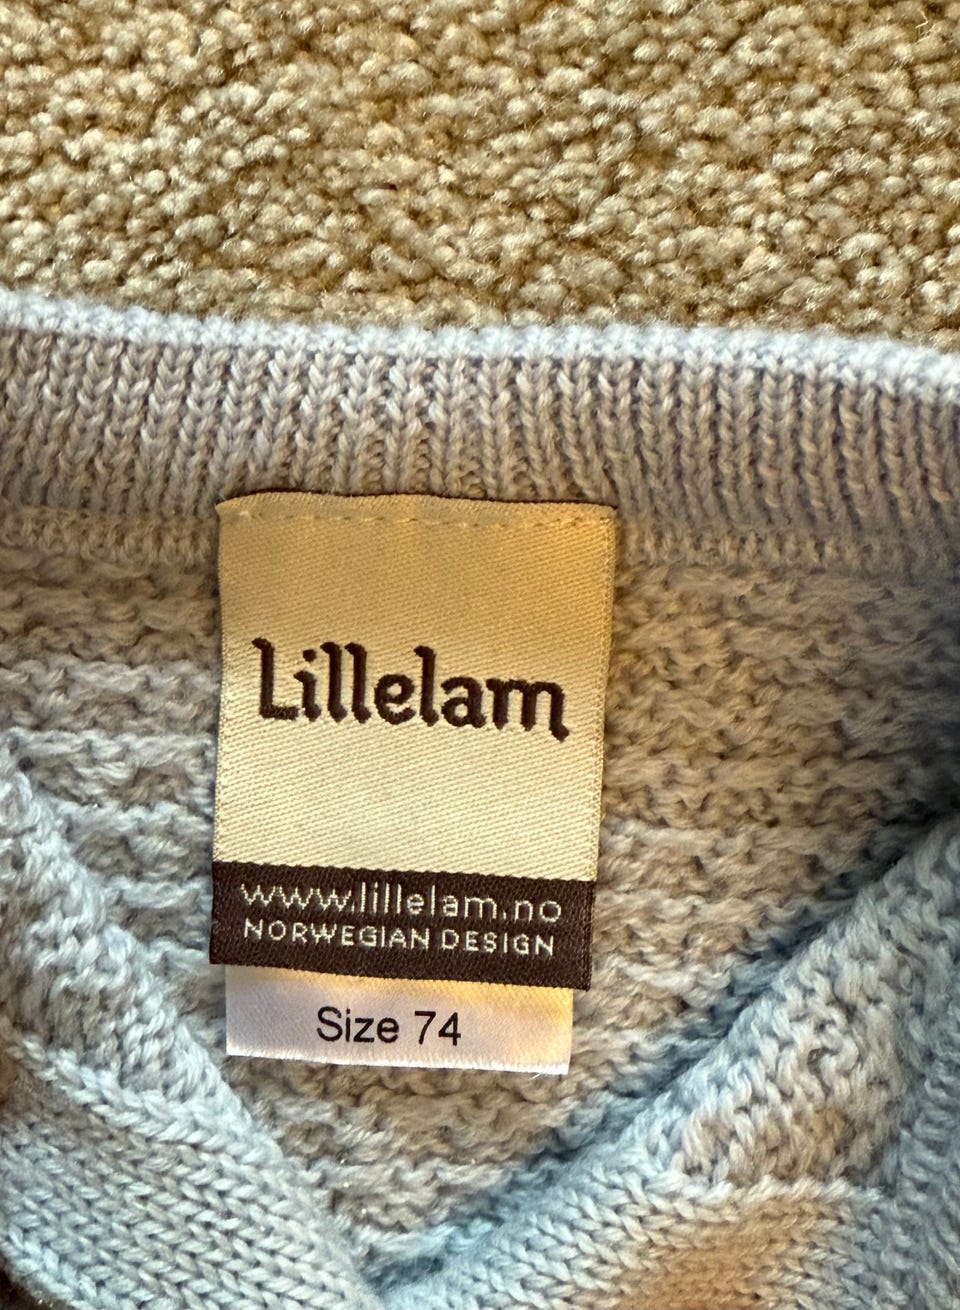 Lillelam
www.lillelam.no
NORWEGIAN DESIGN
Size 74